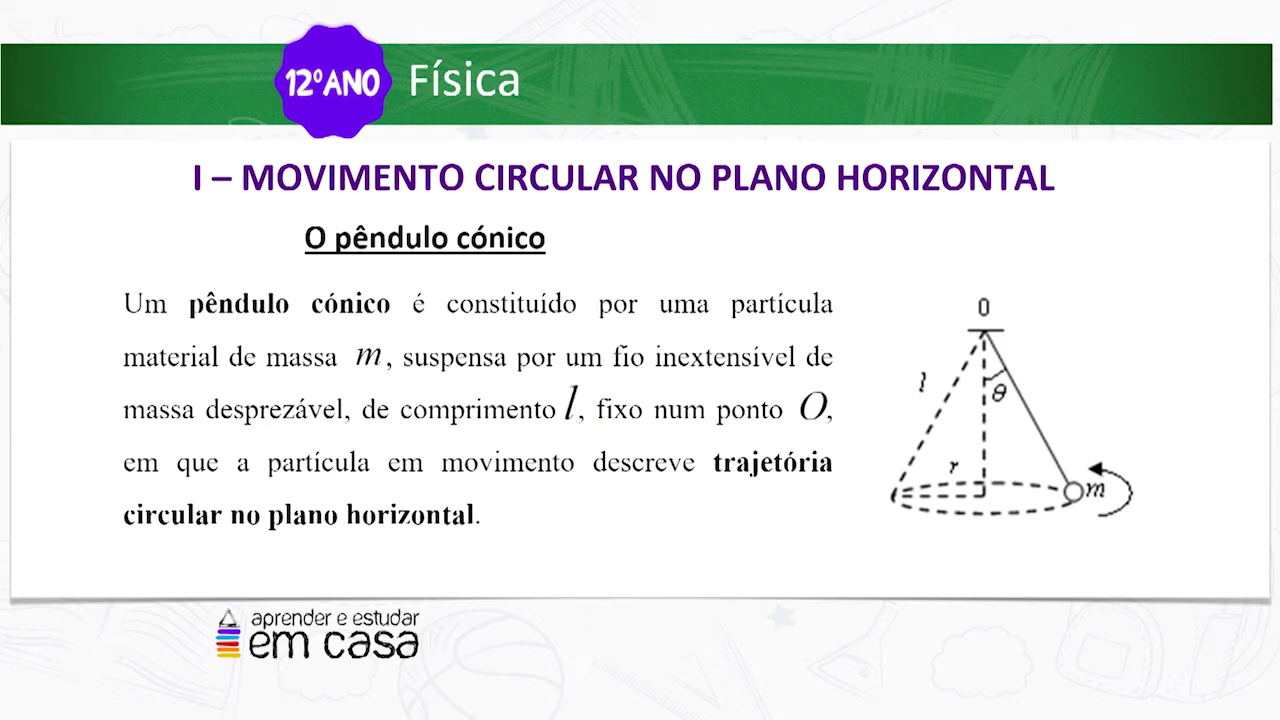 12º ANO Física
I – MOVIMENTO CIRCULAR NO PLANO HORIZONTAL
O pêndulo cónico
Um pêndulo cónico é constituído por uma partícula
material de massa m, suspensa por um fio inextensível de
massa desprezável, de comprimento l, fixo num ponto O,
em que a partícula em movimento descreve trajetória
circular no plano horizontal.
0
l
θ
r
m
aprender e estudar
em casa